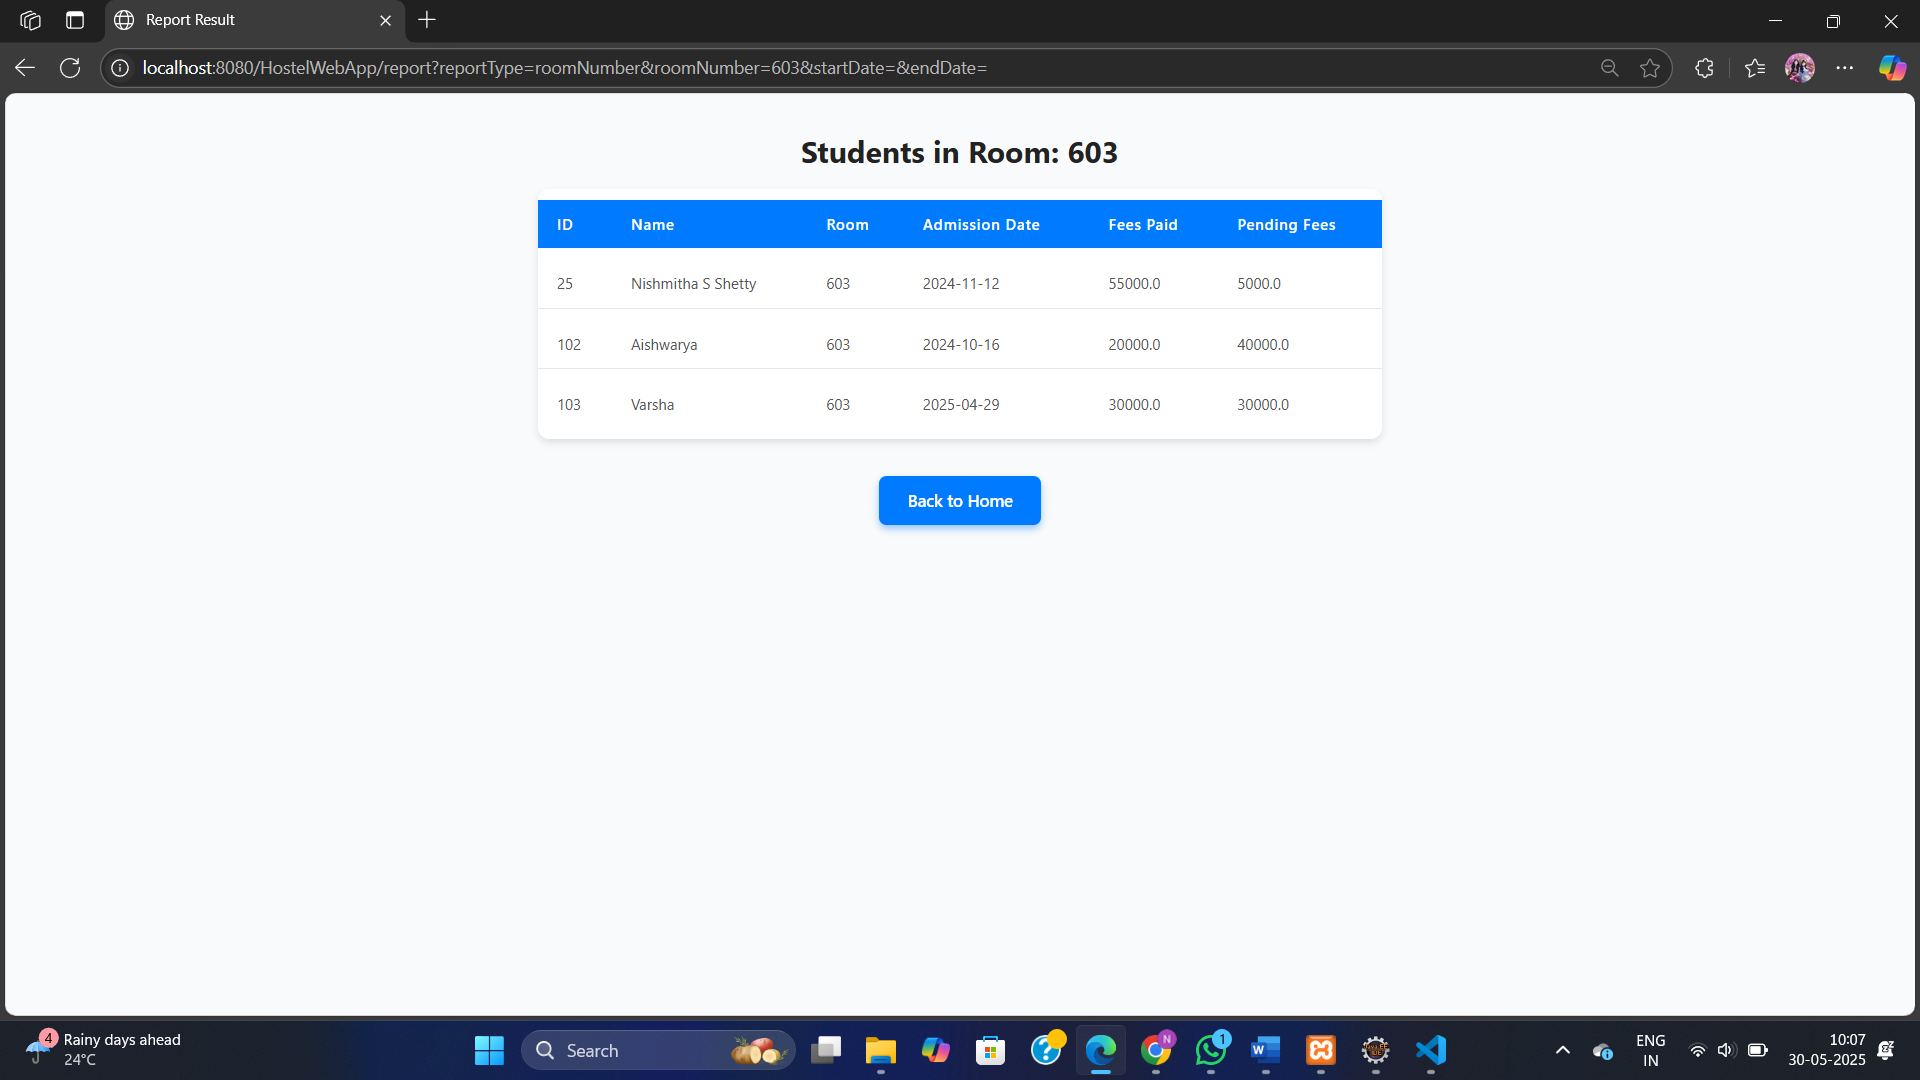 Report Result
localhost:8080/HostelWebApp/report?reportType=roomNumber&roomNumber=603&startDate=&endDate=
Students in Room: 603
ID Name Room Admission Date Fees Paid Pending Fees
25 Nishmitha S Shetty 603 2024-11-12 55000.0 5000.0
102 Aishwarya 603 2024-10-16 20000.0 40000.0
103 Varsha 603 2025-04-29 30000.0 30000.0
Back to Home
4 Rainy days ahead
24°C
Search
N
1
W
ENG
IN
10:07
30-05-2025